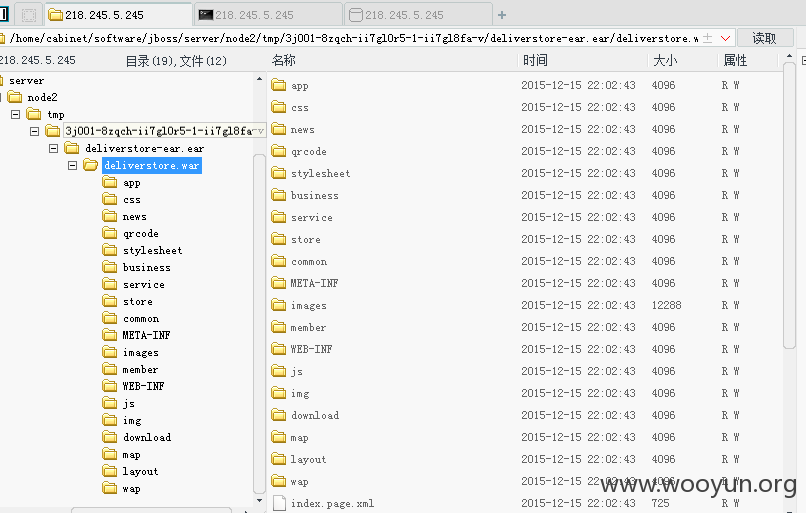 218.245.5.245 218.245.5.245 218.245.5.245
/home/cabinet/software/jboss/server/node2/tmp/3j001-8zqch-ii7gl0r5-1-ii7gl8fa-v/deliverstore-ear.ear/deliverstore.w 读取
218.245.5.245 目录(19),文件(12) 名称 时间 大小 属性
server
node2
tmp
3j001-8zqch-ii7gl0r5-1-ii7gl8fa-v
deliverstore-ear.ear
deliverstore.war
app
css
news
qrcode
stylesheet
business
service
store
common
META-INF
images
member
WEB-INF
js
img
download
map
layout
wap
app 2015-12-15 22:02:43 4096 R W
css 2015-12-15 22:02:43 4096 R W
news 2015-12-15 22:02:43 4096 R W
qrcode 2015-12-15 22:02:43 4096 R W
stylesheet 2015-12-15 22:02:43 4096 R W
business 2015-12-15 22:02:43 4096 R W
service 2015-12-15 22:02:43 4096 R W
store 2015-12-15 22:02:43 4096 R W
common 2015-12-15 22:02:43 4096 R W
META-INF 2015-12-15 22:02:43 4096 R W
images 2015-12-15 22:02:43 12288 R W
member 2015-12-15 22:02:43 4096 R W
WEB-INF 2015-12-15 22:02:43 4096 R W
js 2015-12-15 22:02:43 4096 R W
img 2015-12-15 22:02:43 4096 R W
download 2015-12-15 22:02:43 4096 R W
map 2015-12-15 22:02:43 4096 R W
layout 2015-12-15 22:02:43 4096 R W
wap 2015-12-15 22:02:43 4096 R W
index.page.xml 2015-12-15 22:02:43 725 R W
www.wooyun.org